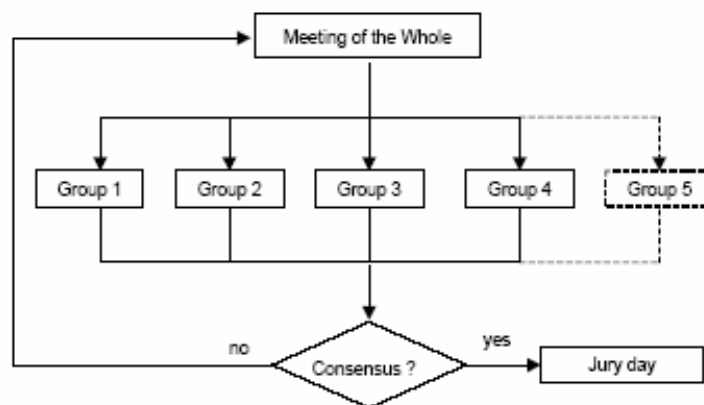 Meeting of the Whole
Group 1
Group 2
Group 3
Group 4
Group 5
no
yes
Consensus ?
Jury day